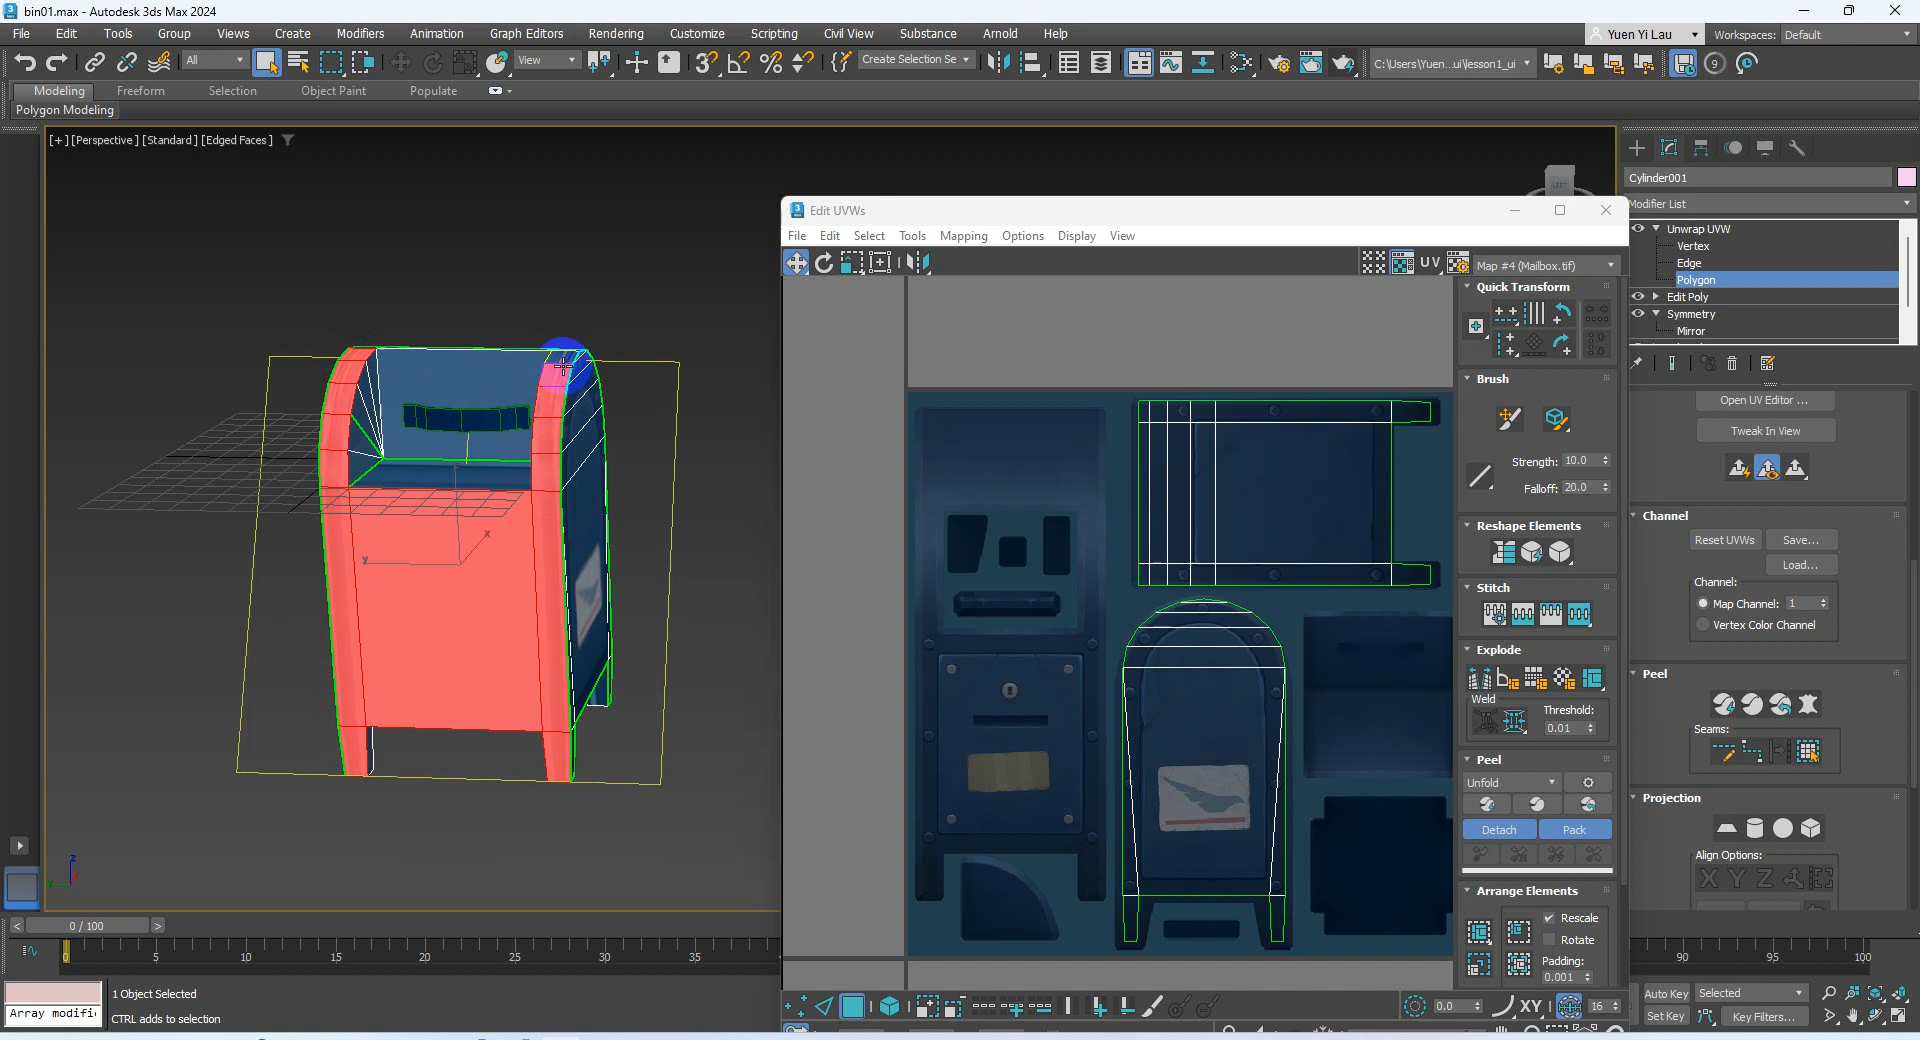 bin01.max - Autodesk 3ds Max 2024
File Edit Tools Group Views Create Modifiers Animation Graph Editors Rendering Customize Scripting Civil View Substance Arnold Help
Yuen Yi Lau Workspaces: Default
All View Create Selection Se C:\Users\Yuen ...ui\lesson1_ui
Modeling Freeform Selection Object Paint Populate
Polygon Modeling
[+] [Perspective] [Standard] [Edged Faces]
Edit UVWs
File Edit Select Tools Mapping Options Display View
UV Map #4 (Mailbox.tif)
Quick Transform
Brush
Strength: 10.0
Falloff: 20.0
Reshape Elements
Stitch
Explode
Weld
Threshold:
0.01
Peel
Unfold
Detach Pack
Arrange Elements
Rescale
Rotate
Padding:
0.001
0.0 XY 16
Cylinder001
Modifier List
Unwrap UVW
Vertex
Edge
Polygon
Edit Poly
Symmetry
Mirror
Open UV Editor ...
Tweak In View
Channel
Reset UVWs Save...
Load...
Channel:
Map Channel: 1
Vertex Color Channel
Peel
Seams:
Projection
Align Options:
X Y Z
x
y
z
0 / 100
0 5 10 15 20 25 30 35 90 95 100
1 Object Selected
Array modifi
CTRL adds to selection
Auto Key Selected
Set Key Key Filters...